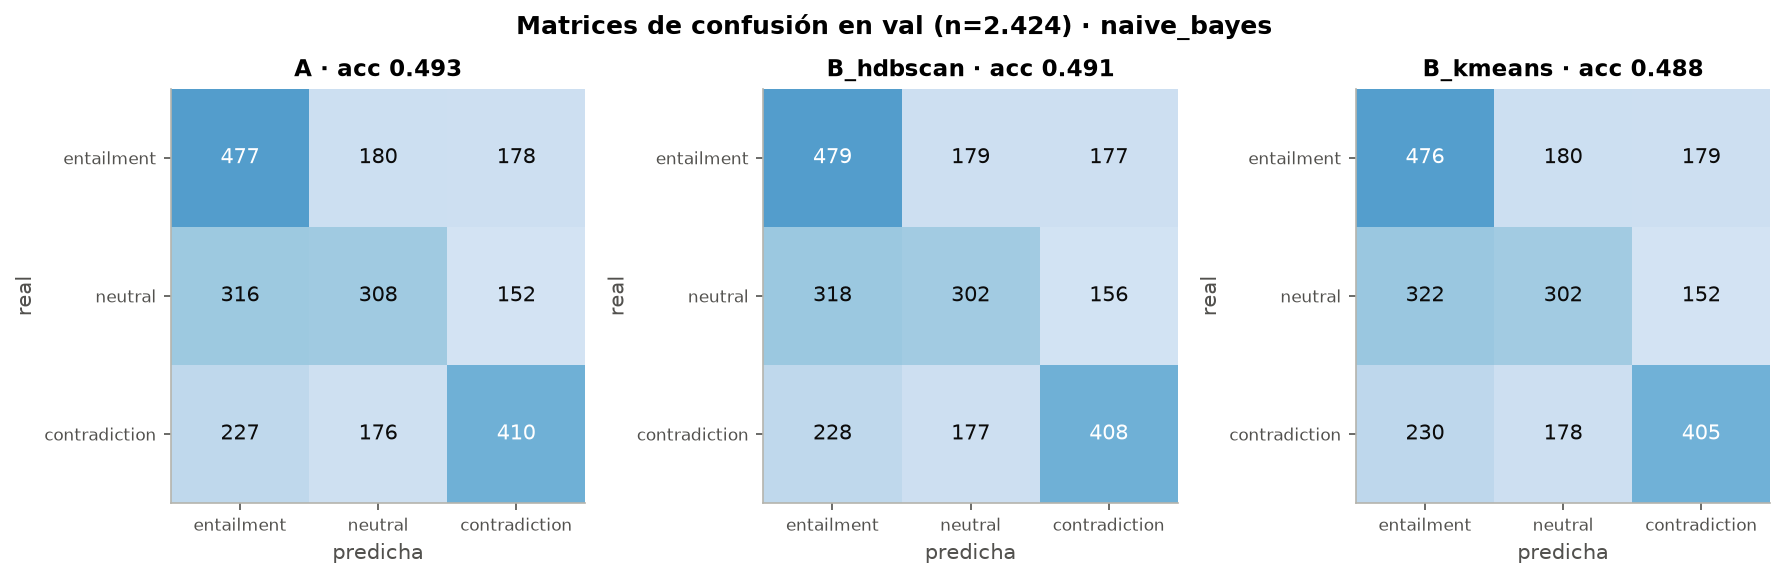 Matrices de confusión en val (n=2.424) · naive_bayes
A · acc 0.493
entailment 477 180 178
neutral 316 308 152
contradiction 227 176 410
entailment neutral contradiction
predicha
real
B_hdbscan · acc 0.491
entailment 479 179 177
neutral 318 302 156
contradiction 228 177 408
entailment neutral contradiction
predicha
real
B_kmeans · acc 0.488
entailment 476 180 179
neutral 322 302 152
contradiction 230 178 405
entailment neutral contradiction
predicha
real